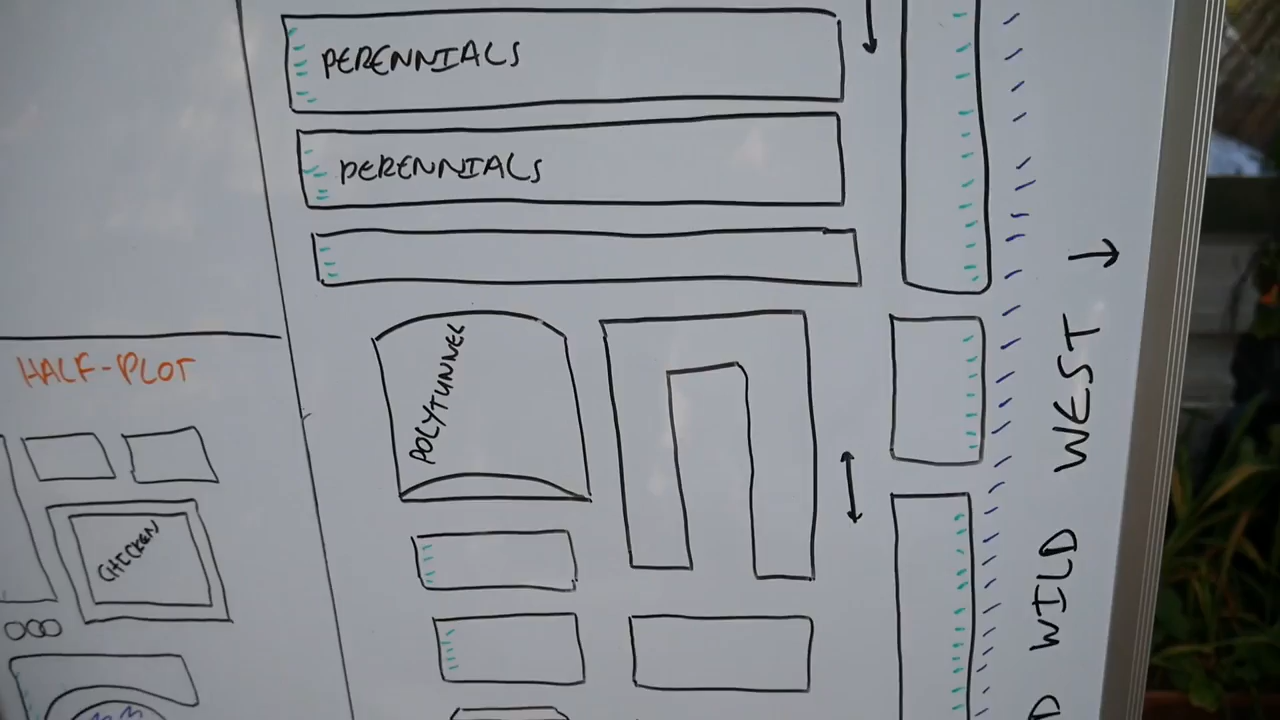 PERENNIALS
PERENNIALS
POLYTUNNEL
HALF-PLOT
CHICKEN
WILD WEST